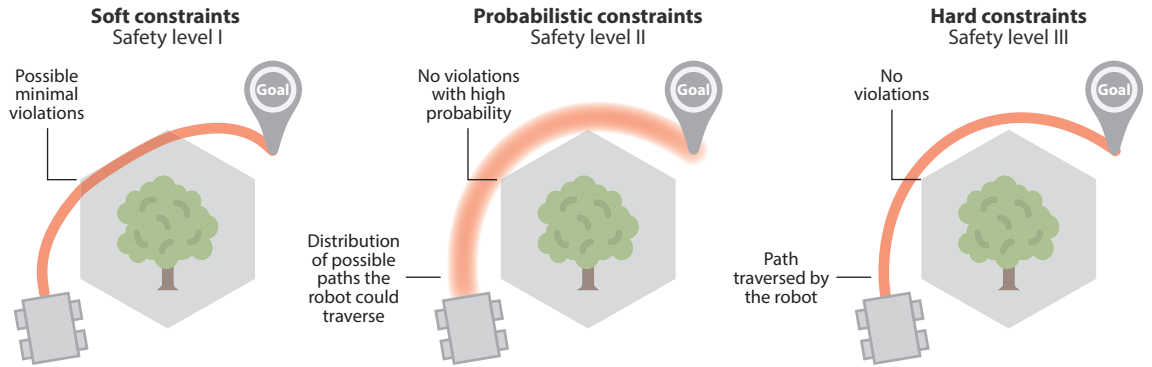 Soft constraints
Safety level I
Possible
minimal
violations
Goal
Probabilistic constraints
Safety level II
No violations
with high
probability
Goal
Distribution
of possible
paths the
robot could
traverse
Hard constraints
Safety level III
No
violations
Goal
Path
traversed by
the robot